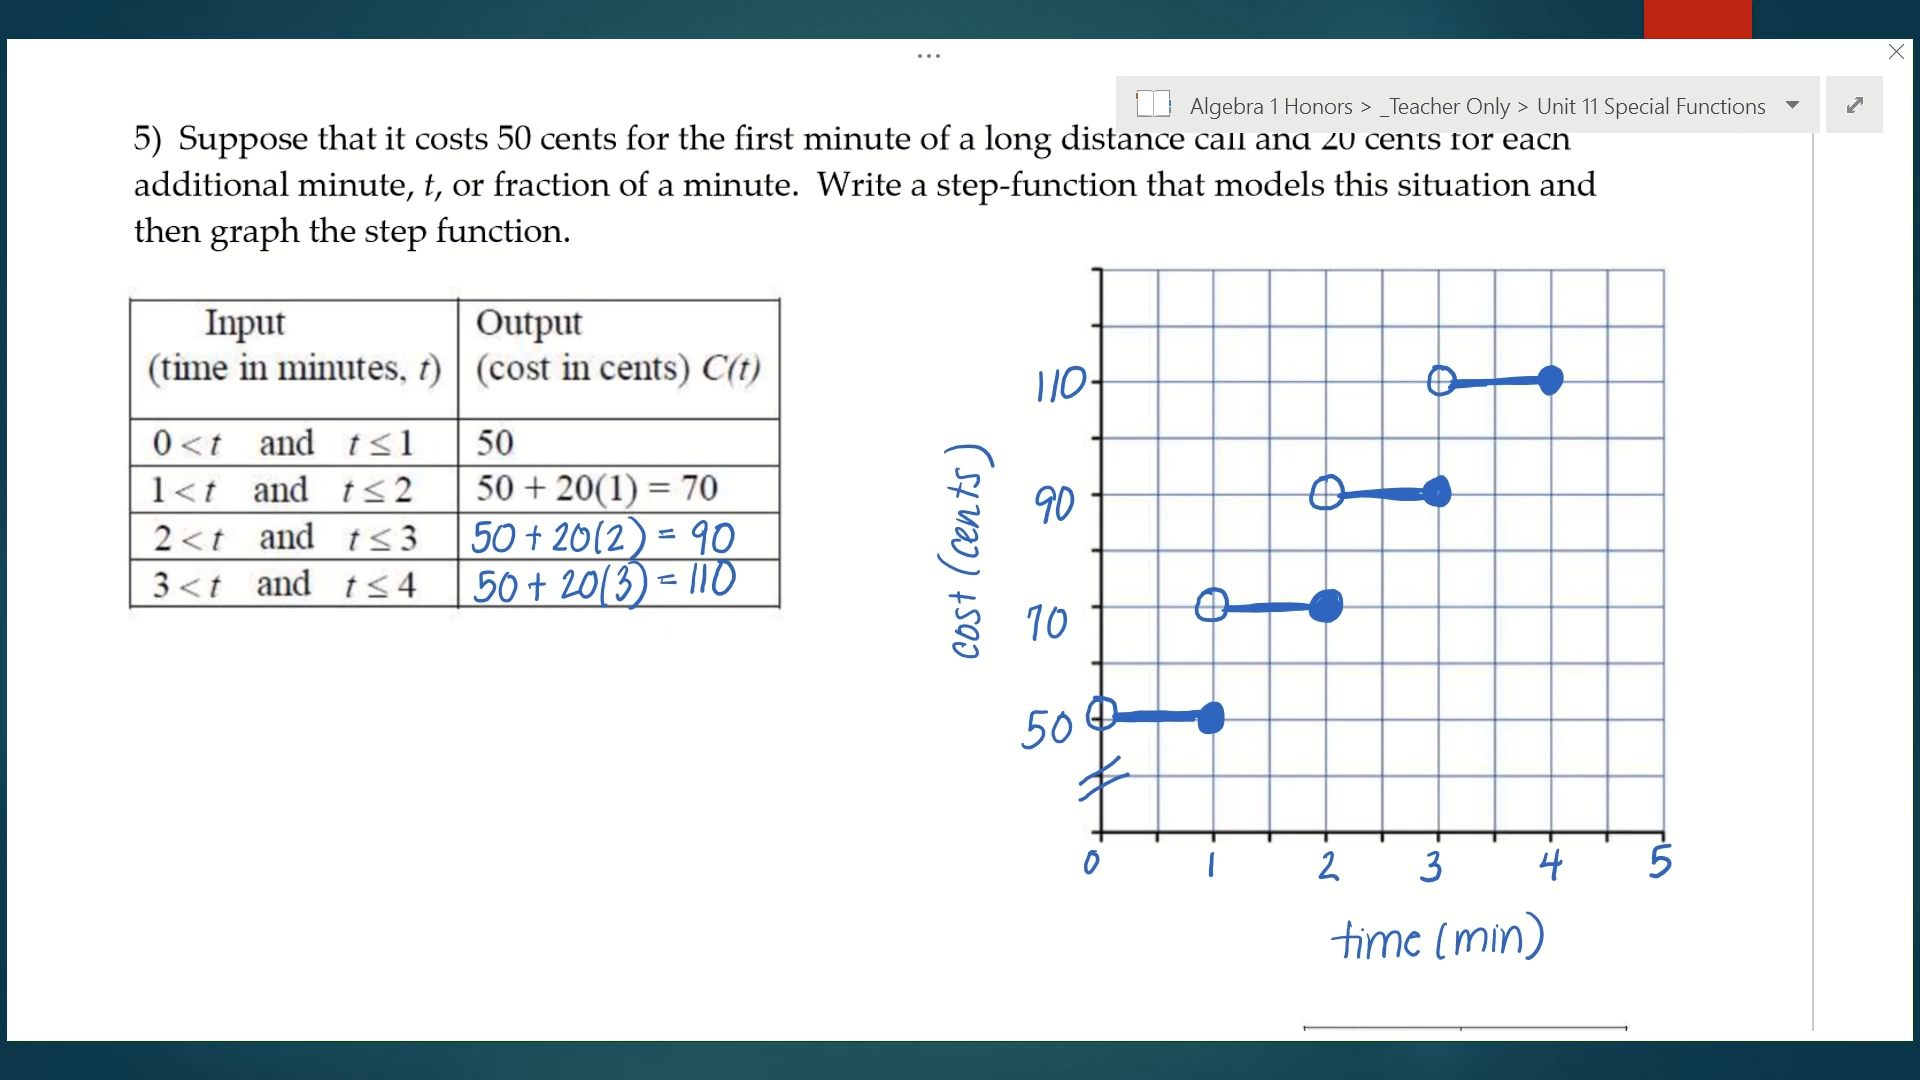 ...
Algebra 1 Honors > _Teacher Only > Unit 11 Special Functions
5) Suppose that it costs 50 cents for the first minute of a long distance call and 20 cents for each
additional minute, t, or fraction of a minute. Write a step-function that models this situation and
then graph the step function.
Input
(time in minutes, t)
Output
(cost in cents) C(t)
0 < t and t ≤ 1
50
1 < t and t ≤ 2
50 + 20(1) = 70
2 < t and t ≤ 3
50 + 20(2) = 90
3 < t and t ≤ 4
50 + 20(3) = 110
cost (cents)
110
90
70
50
0 1 2 3 4 5
time (min)